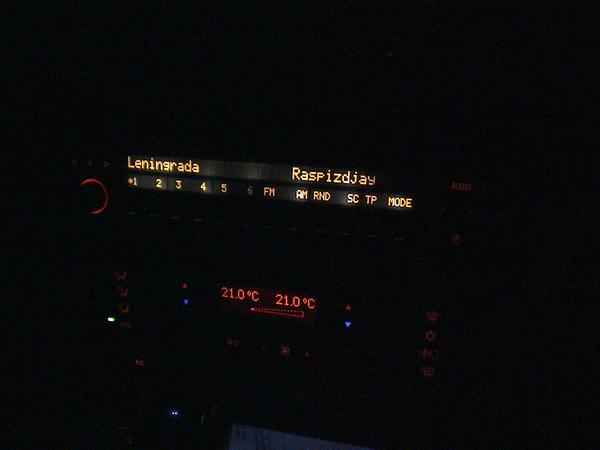 Leningrada Raspizdjay
*1 2 3 4 5 6 FM AM RND SC TP MODE
AUDIO
21.0°C 21.0°C